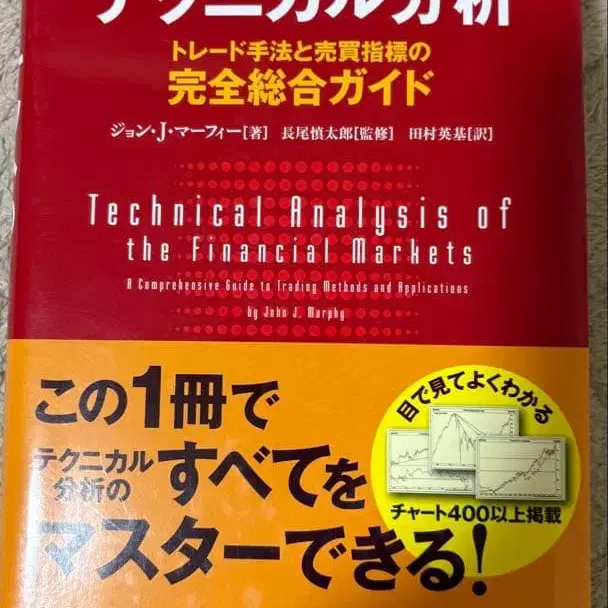 テクニカル分析
トレード手法と売買指標の
完全総合ガイド
ジョン・J・マーフィー[著] 長尾慎太郎[監修] 田村英基[訳]
Technical Analysis of
the Financial Markets
A Comprehensive Guide to Trading Methods and Applications
by John J. Murphy
この1冊で
テクニカル
分析の
すべてを
マスターできる!
目で見てよくわかる
チャート400以上掲載